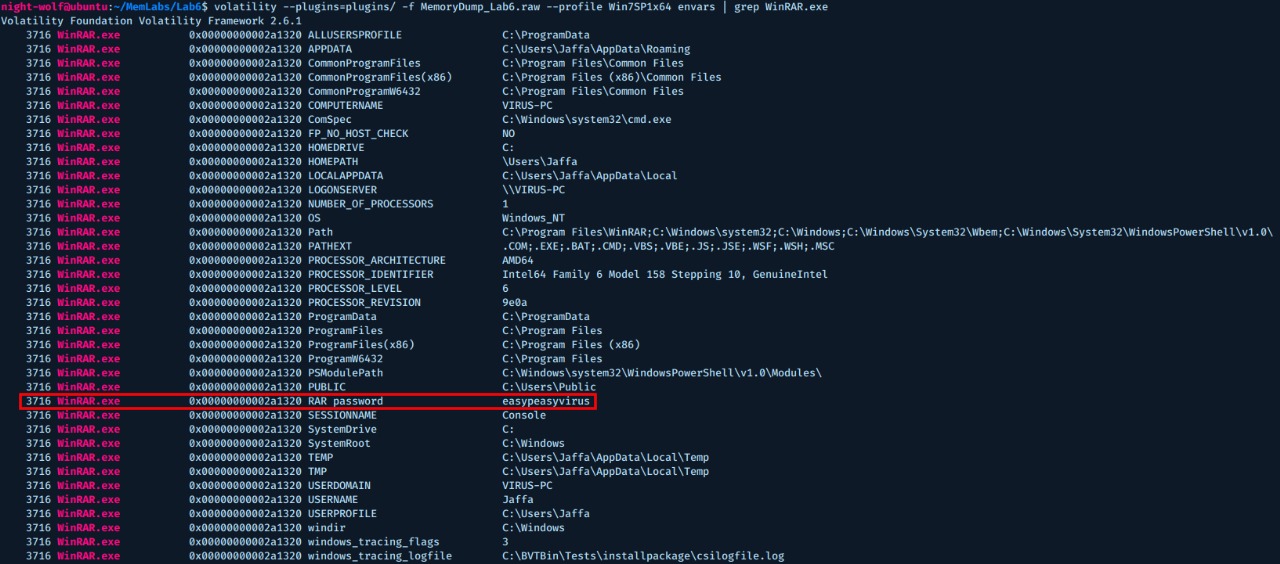 night-wolf@ubuntu:~/MemLabs/Lab6$ volatility --plugins=plugins/ -f MemoryDump_Lab6.raw --profile Win7SP1x64 envars | grep WinRAR.exe
Volatility Foundation Volatility Framework 2.6.1
3716 WinRAR.exe 0x00000000002a1320 ALLUSERSPROFILE C:\ProgramData
3716 WinRAR.exe 0x00000000002a1320 APPDATA C:\Users\Jaffa\AppData\Roaming
3716 WinRAR.exe 0x00000000002a1320 CommonProgramFiles C:\Program Files\Common Files
3716 WinRAR.exe 0x00000000002a1320 CommonProgramFiles(x86) C:\Program Files (x86)\Common Files
3716 WinRAR.exe 0x00000000002a1320 CommonProgramW6432 C:\Program Files\Common Files
3716 WinRAR.exe 0x00000000002a1320 COMPUTERNAME VIRUS-PC
3716 WinRAR.exe 0x00000000002a1320 ComSpec C:\Windows\system32\cmd.exe
3716 WinRAR.exe 0x00000000002a1320 FP_NO_HOST_CHECK NO
3716 WinRAR.exe 0x00000000002a1320 HOMEDRIVE C:
3716 WinRAR.exe 0x00000000002a1320 HOMEPATH \Users\Jaffa
3716 WinRAR.exe 0x00000000002a1320 LOCALAPPDATA C:\Users\Jaffa\AppData\Local
3716 WinRAR.exe 0x00000000002a1320 LOGONSERVER \\VIRUS-PC
3716 WinRAR.exe 0x00000000002a1320 NUMBER_OF_PROCESSORS 1
3716 WinRAR.exe 0x00000000002a1320 OS Windows_NT
3716 WinRAR.exe 0x00000000002a1320 Path C:\Program Files\WinRAR;C:\Windows\system32;C:\Windows;C:\Windows\System32\Wbem;C:\Windows\System32\WindowsPowerShell\v1.0\
3716 WinRAR.exe 0x00000000002a1320 PATHEXT .COM;.EXE;.BAT;.CMD;.VBS;.VBE;.JS;.JSE;.WSF;.WSH;.MSC
3716 WinRAR.exe 0x00000000002a1320 PROCESSOR_ARCHITECTURE AMD64
3716 WinRAR.exe 0x00000000002a1320 PROCESSOR_IDENTIFIER Intel64 Family 6 Model 158 Stepping 10, GenuineIntel
3716 WinRAR.exe 0x00000000002a1320 PROCESSOR_LEVEL 6
3716 WinRAR.exe 0x00000000002a1320 PROCESSOR_REVISION 9e0a
3716 WinRAR.exe 0x00000000002a1320 ProgramData C:\ProgramData
3716 WinRAR.exe 0x00000000002a1320 ProgramFiles C:\Program Files
3716 WinRAR.exe 0x00000000002a1320 ProgramFiles(x86) C:\Program Files (x86)
3716 WinRAR.exe 0x00000000002a1320 ProgramW6432 C:\Program Files
3716 WinRAR.exe 0x00000000002a1320 PSModulePath C:\Windows\system32\WindowsPowerShell\v1.0\Modules\
3716 WinRAR.exe 0x00000000002a1320 PUBLIC C:\Users\Public
3716 WinRAR.exe 0x00000000002a1320 RAR password easypeasyvirus
3716 WinRAR.exe 0x00000000002a1320 SESSIONNAME Console
3716 WinRAR.exe 0x00000000002a1320 SystemDrive C:
3716 WinRAR.exe 0x00000000002a1320 SystemRoot C:\Windows
3716 WinRAR.exe 0x00000000002a1320 TEMP C:\Users\Jaffa\AppData\Local\Temp
3716 WinRAR.exe 0x00000000002a1320 TMP C:\Users\Jaffa\AppData\Local\Temp
3716 WinRAR.exe 0x00000000002a1320 USERDOMAIN VIRUS-PC
3716 WinRAR.exe 0x00000000002a1320 USERNAME Jaffa
3716 WinRAR.exe 0x00000000002a1320 USERPROFILE C:\Users\Jaffa
3716 WinRAR.exe 0x00000000002a1320 windir C:\Windows
3716 WinRAR.exe 0x00000000002a1320 windows_tracing_flags 3
3716 WinRAR.exe 0x00000000002a1320 windows_tracing_logfile C:\BVTBin\Tests\installpackage\csilogfile.log